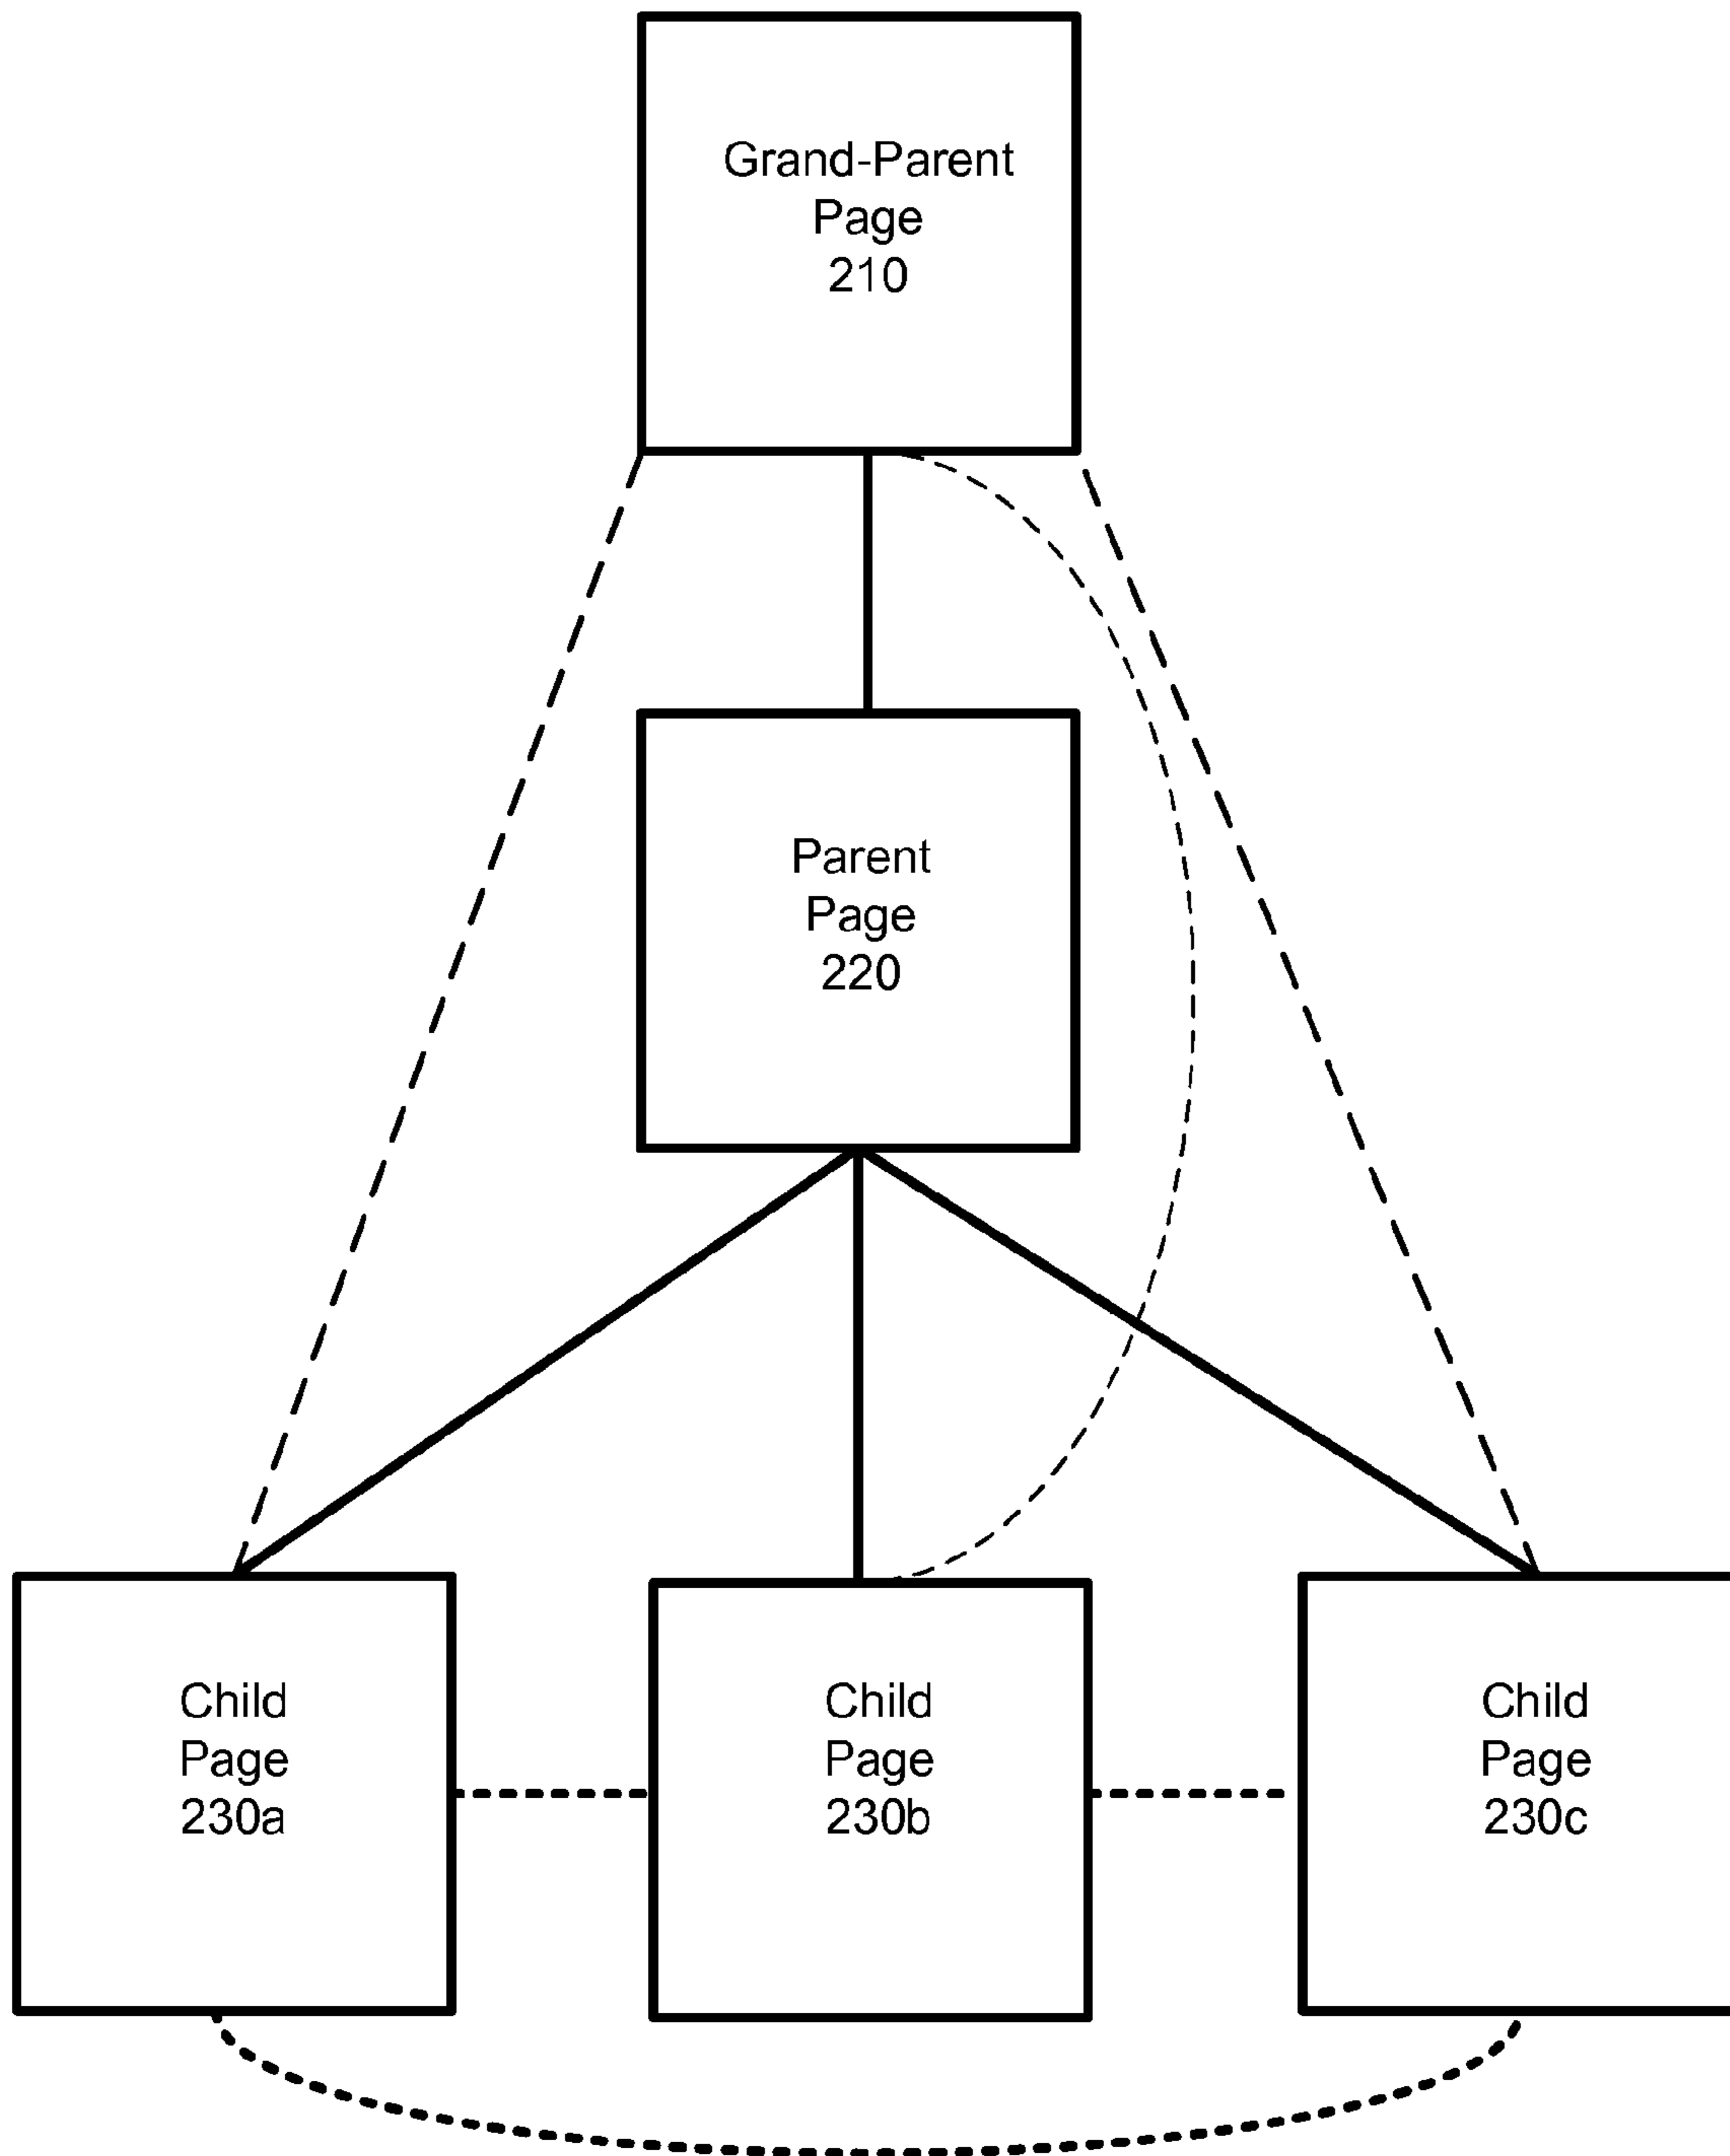 Grand-Parent
Page
210
Parent
Page
220
Child
Page
230a
Child
Page
230b
Child
Page
230c